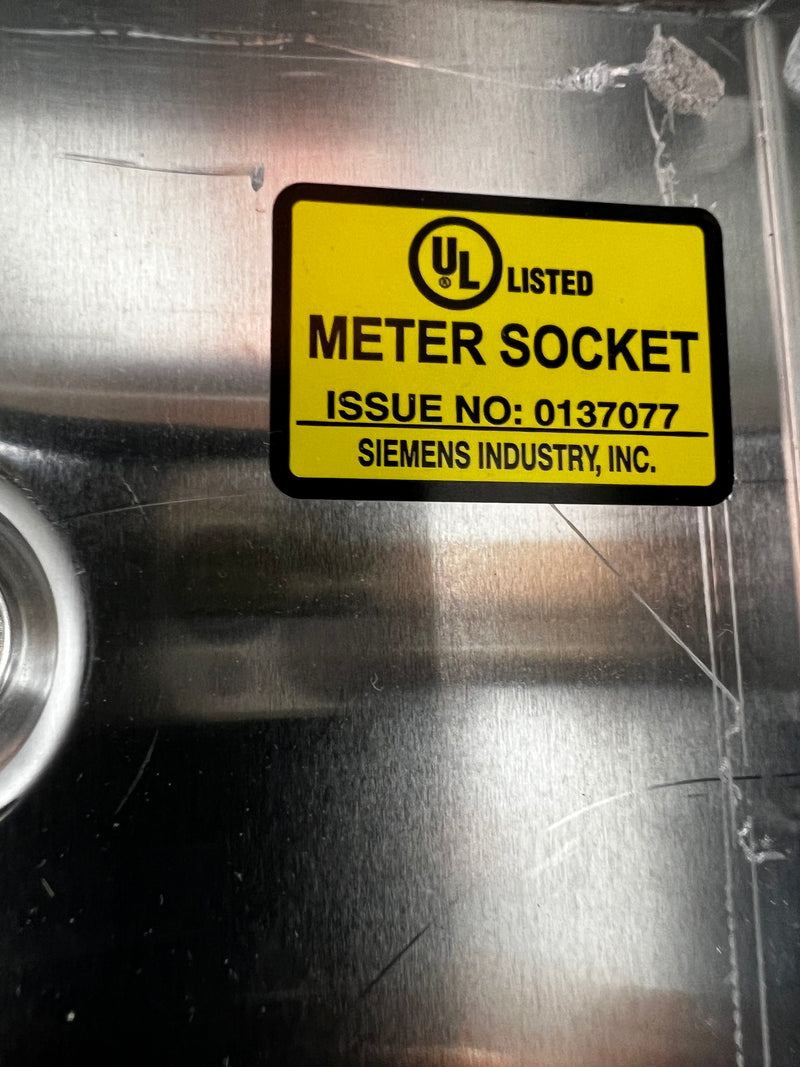 UL ® LISTED
METER SOCKET
ISSUE NO: 0137077
SIEMENS INDUSTRY, INC.